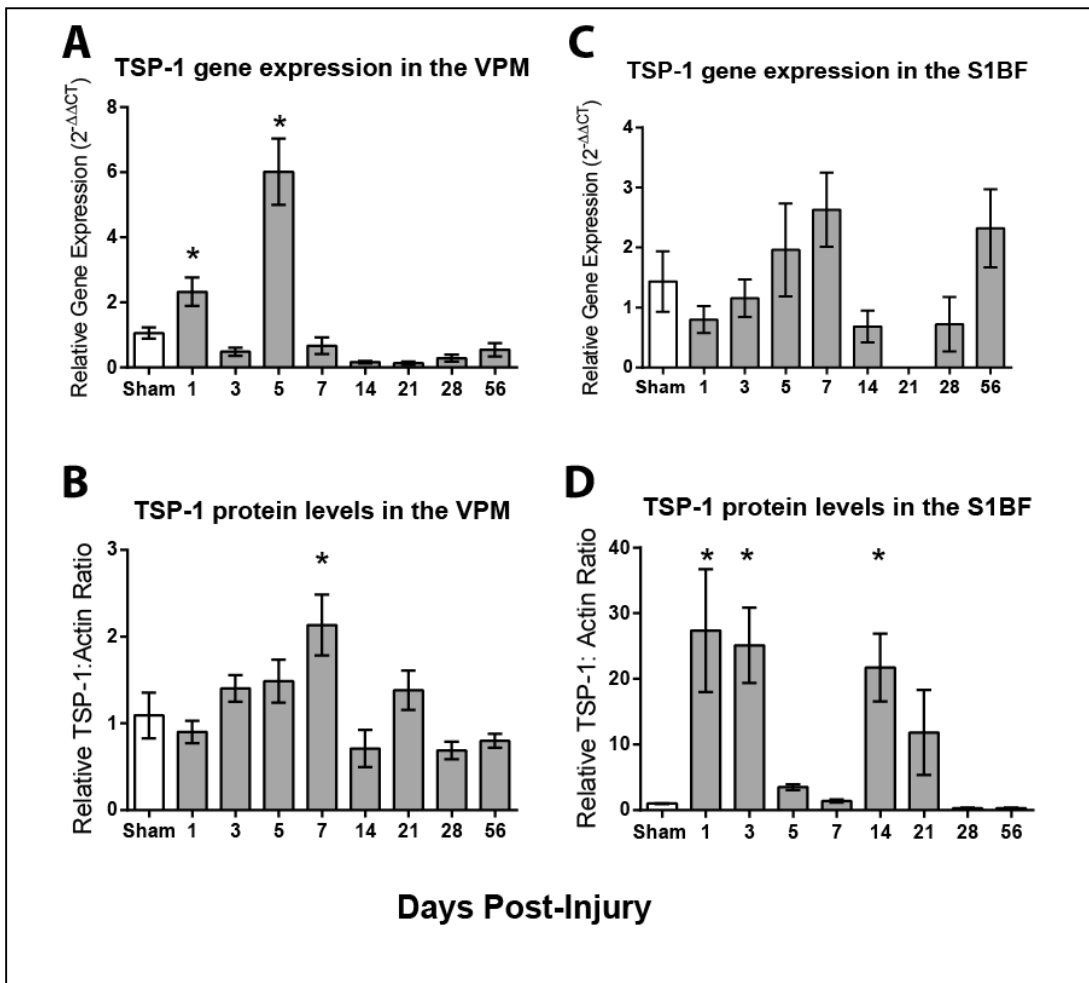 A
TSP-1 gene expression in the VPM
Relative Gene Expression (2^-ΔΔCT)
8
6
4
2
0
Sham 1 3 5 7 14 21 28 56
*
*
B
TSP-1 protein levels in the VPM
Relative TSP-1:Actin Ratio
3
2
1
0
Sham 1 3 5 7 14 21 28 56
*
C
TSP-1 gene expression in the S1BF
Relative Gene Expression (2^-ΔΔCT)
4
3
2
1
0
Sham 1 3 5 7 14 21 28 56
D
TSP-1 protein levels in the S1BF
Relative TSP-1: Actin Ratio
40
30
20
10
0
Sham 1 3 5 7 14 21 28 56
* * *
Days Post-Injury